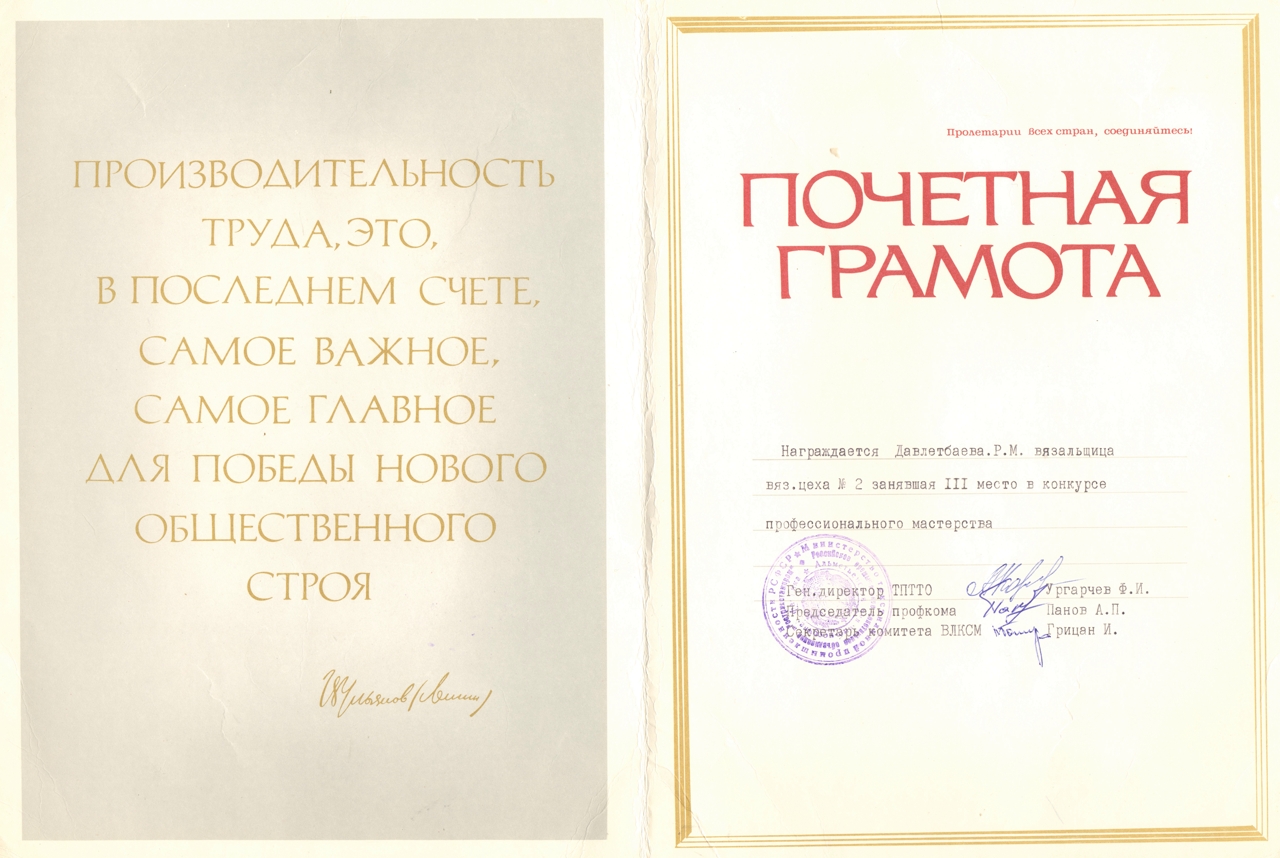 ПРОИЗВОДИТЕЛЬНОСТЬ
ТРУДА, ЭТО,
В ПОСЛЕДНЕМ СЧЕТЕ,
САМОЕ ВАЖНОЕ,
САМОЕ ГЛАВНОЕ
ДЛЯ ПОБЕДЫ НОВОГО
ОБЩЕСТВЕННОГО
СТРОЯ
В Ульянов (Ленин)
Пролетарии всех стран, соединяйтесь!
ПОЧЕТНАЯ
ГРАМОТА
Награждается Давлетбаева.Р.М. вязальщица
вяз.цеха № 2 занявшая III место в конкурсе
профессионального мастерства
Ген.директор ТПТТО Ургарчев Ф.И.
Председатель профкома Панов А.П.
Секретарь комитета ВЛКСМ Грицан И.